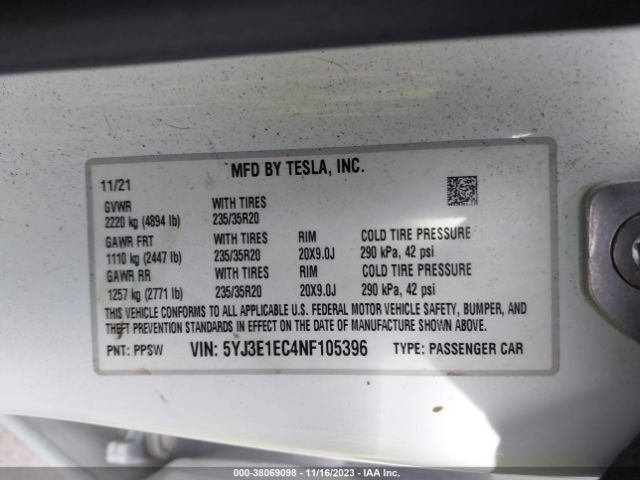 MFD BY TESLA, INC.
11/21
GVWR WITH TIRES
2220 kg (4894 lb) 235/35R20
GAWR FRT WITH TIRES RIM COLD TIRE PRESSURE
1110 kg (2447 lb) 235/35R20 20X9.0J 290 kPa, 42 psi
GAWR RR WITH TIRES RIM COLD TIRE PRESSURE
1257 kg (2771 lb) 235/35R20 20X9.0J 290 kPa, 42 psi
THIS VEHICLE CONFORMS TO ALL APPLICABLE U.S. FEDERAL MOTOR VEHICLE SAFETY, BUMPER, AND
THEFT PREVENTION STANDARDS IN EFFECT ON THE DATE OF MANUFACTURE SHOWN ABOVE.
PNT: PPSW VIN: 5YJ3E1EC4NF105396 TYPE: PASSENGER CAR
000-38069098 - 11/16/2023 - IAA Inc.